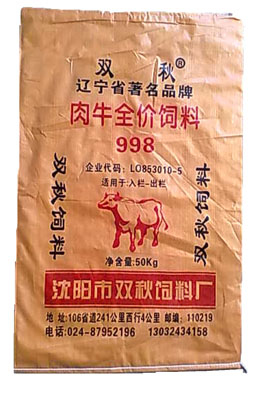 双 秋®
辽宁省著名品牌
肉牛全价饲料
998
企业代码：LO853010-5
适用于：入栏-出栏
双秋饲料
双秋饲料
净含量：50Kg
沈阳市双秋饲料厂
地 址：106省道241公里西行4公里 邮编：110219
电话：024-87952196 13032434158